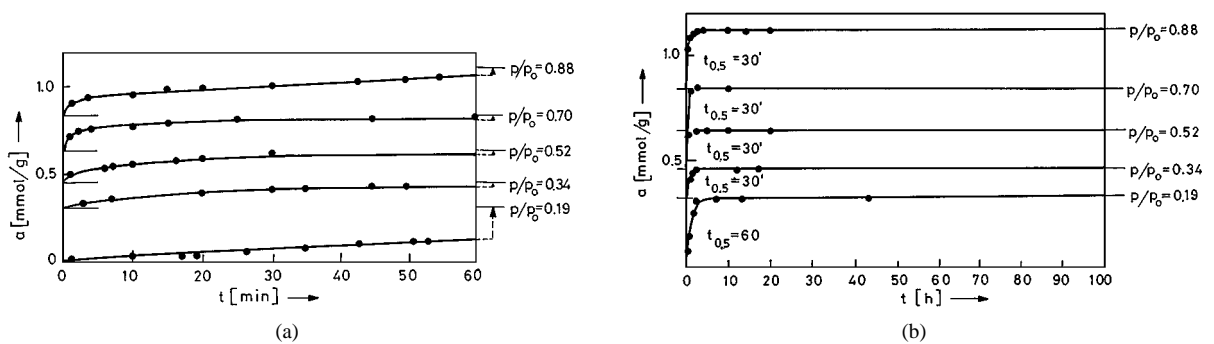 a [mmol/g]
1.0
0.5
0
0 10 20 30 40 50 60
t [min]
p/p₀ = 0.88
p/p₀ = 0.70
p/p₀ = 0.52
p/p₀ = 0,34
p/p₀ = 0.19
(a)
a [mmol/g]
1.0
0.5
0 10 20 30 40 50 60 70 80 90 100
t [h]
t₀,₅ = 30'
t₀.₅ = 30'
t₀,₅ = 30'
t₀.₅ = 30'
t₀,₅ = 60
p/p₀ = 0.88
p/p₀ = 0.70
p/p₀ = 0.52
p/p₀ = 0.34
p/p₀ = 0,19
(b)